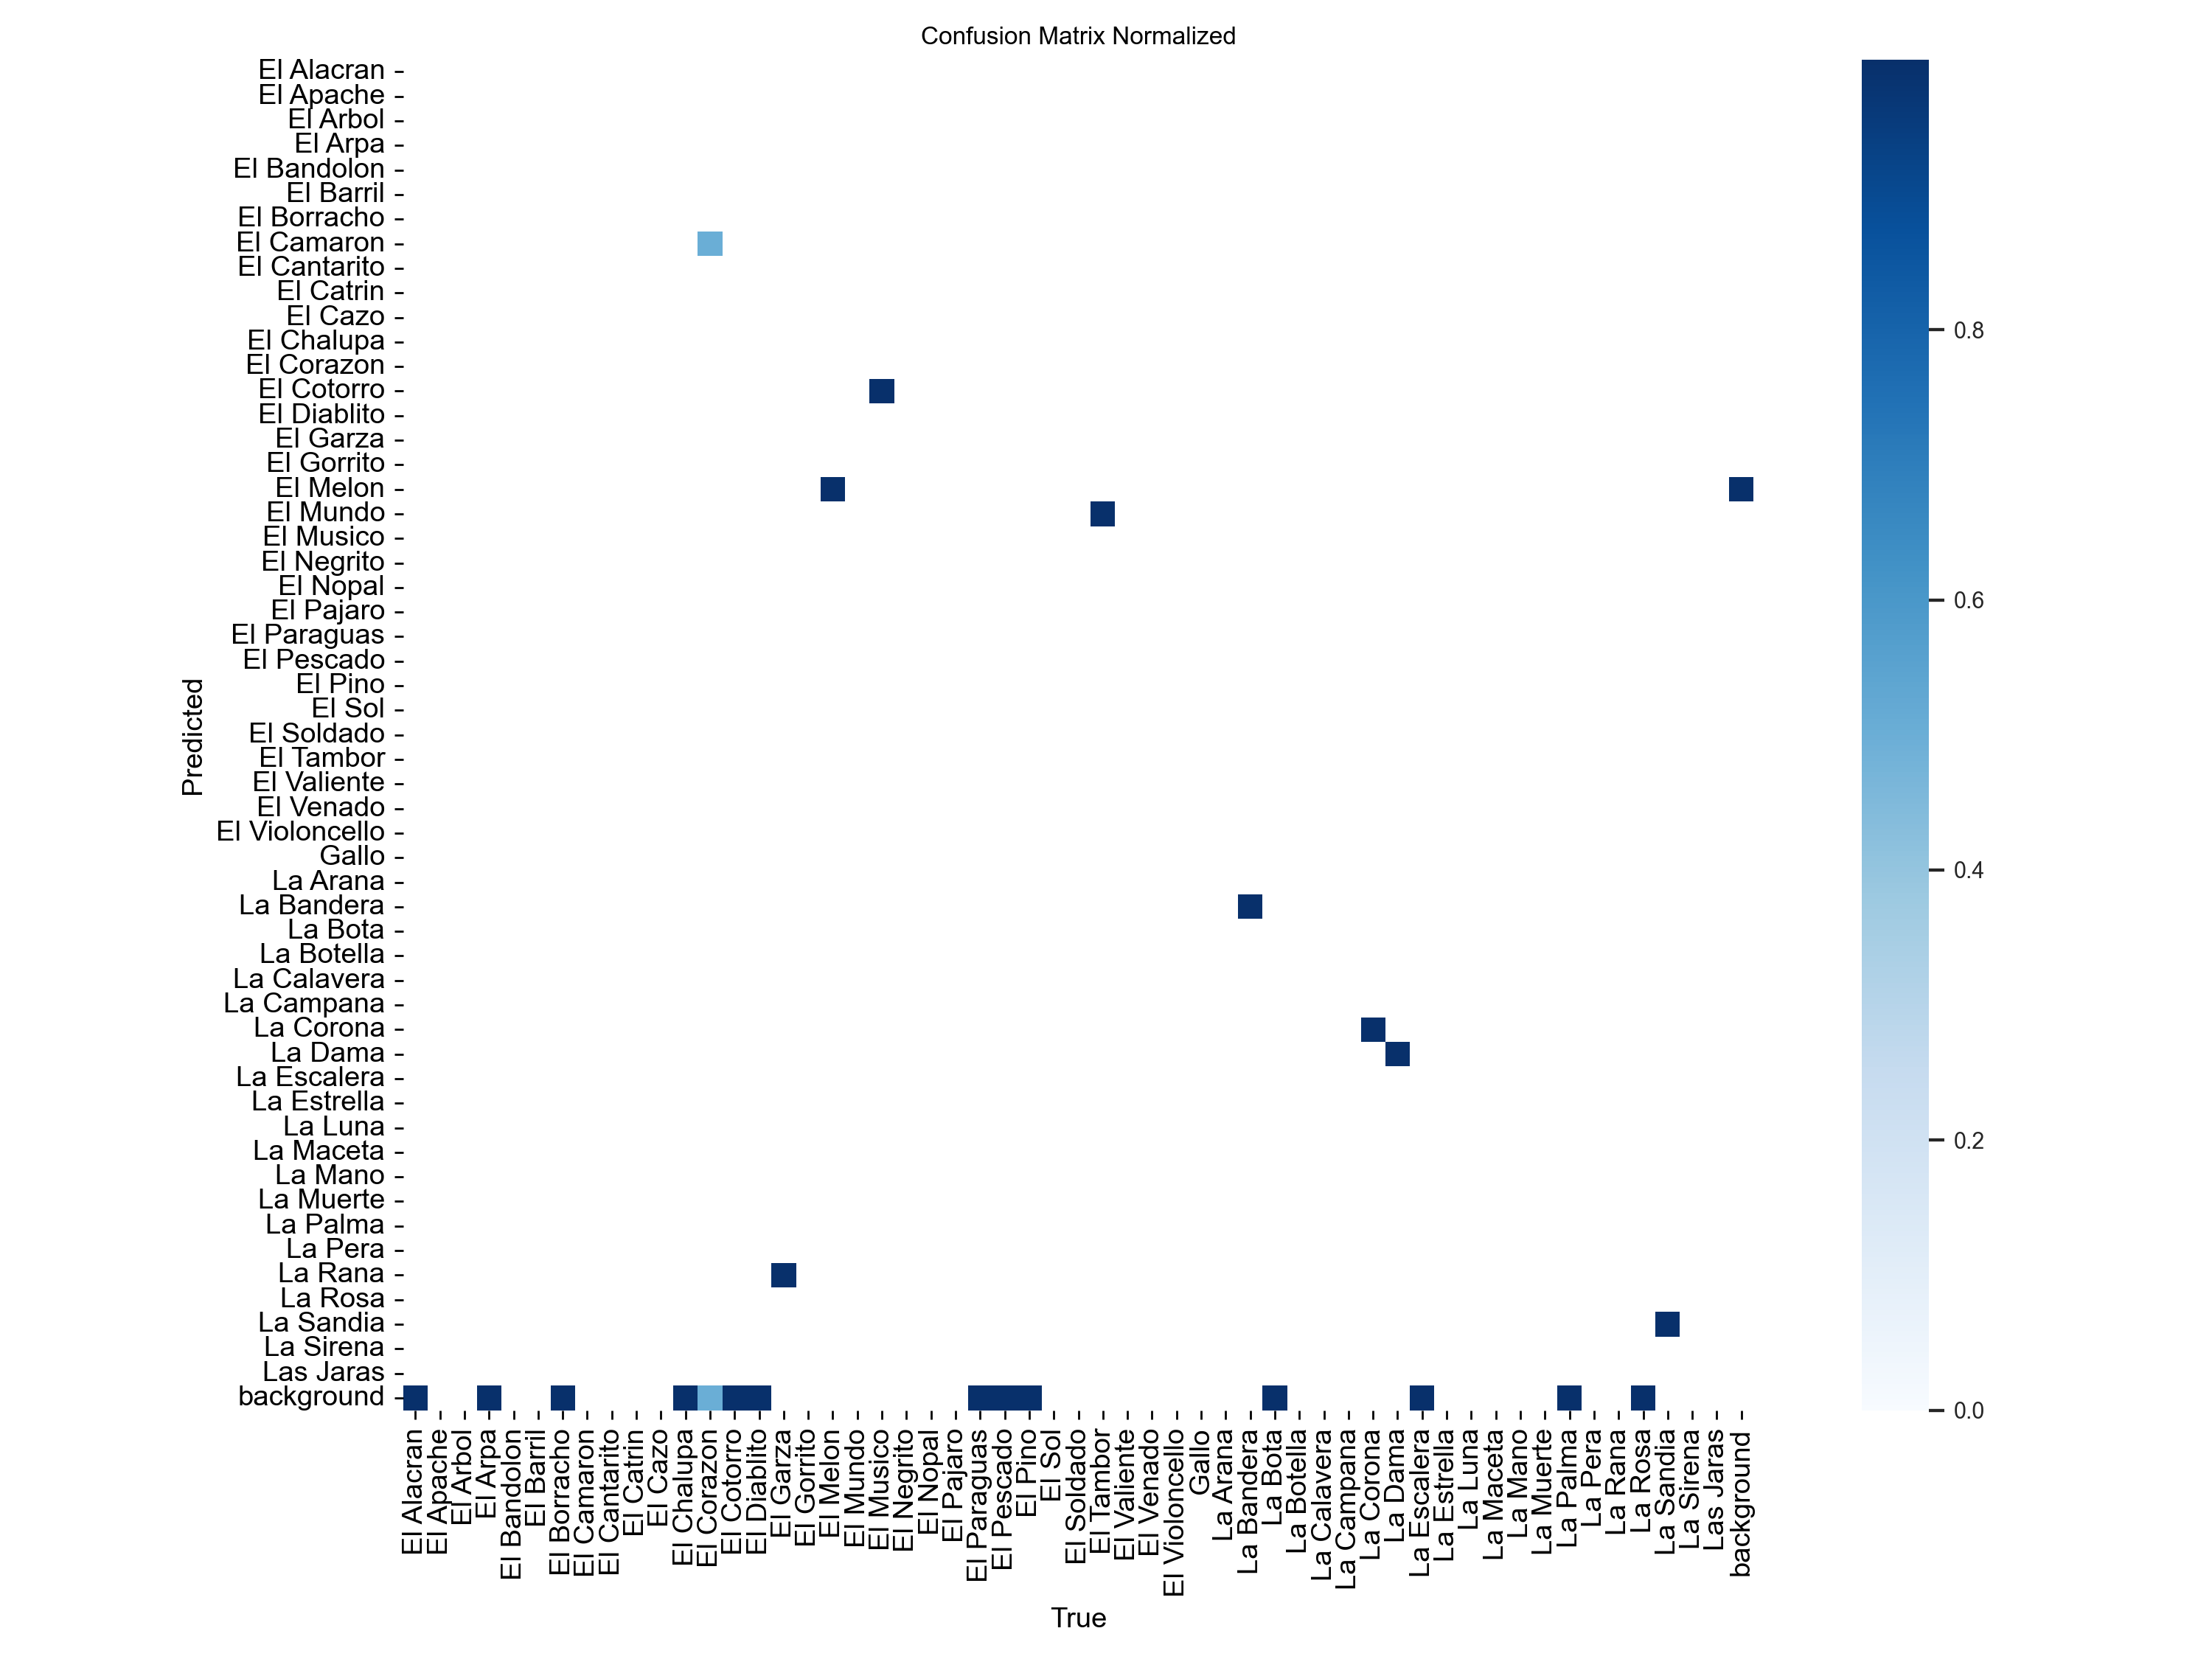 Confusion Matrix Normalized
El Alacran
El Apache
El Arbol
El Arpa
El Bandolon
El Barril
El Borracho
El Camaron
El Cantarito
El Catrin
El Cazo
El Chalupa
El Corazon
El Cotorro
El Diablito
El Garza
El Gorrito
El Melon
El Mundo
El Musico
El Negrito
El Nopal
El Pajaro
El Paraguas
El Pescado
El Pino
El Sol
El Soldado
El Tambor
El Valiente
El Venado
El Violoncello
Gallo
La Arana
La Bandera
La Bota
La Botella
La Calavera
La Campana
La Corona
La Dama
La Escalera
La Estrella
La Luna
La Maceta
La Mano
La Muerte
La Palma
La Pera
La Rana
La Rosa
La Sandia
La Sirena
Las Jaras
background
Predicted
El Alacran
El Apache
El Arbol
El Arpa
El Bandolon
El Barril
El Borracho
El Camaron
El Cantarito
El Catrin
El Cazo
El Chalupa
El Corazon
El Cotorro
El Diablito
El Garza
El Gorrito
El Melon
El Mundo
El Musico
El Negrito
El Nopal
El Pajaro
El Paraguas
El Pescado
El Pino
El Sol
El Soldado
El Tambor
El Valiente
El Venado
El Violoncello
Gallo
La Arana
La Bandera
La Bota
La Botella
La Calavera
La Campana
La Corona
La Dama
La Escalera
La Estrella
La Luna
La Maceta
La Mano
La Muerte
La Palma
La Pera
La Rana
La Rosa
La Sandia
La Sirena
Las Jaras
background
True
0.8
0.6
0.4
0.2
0.0